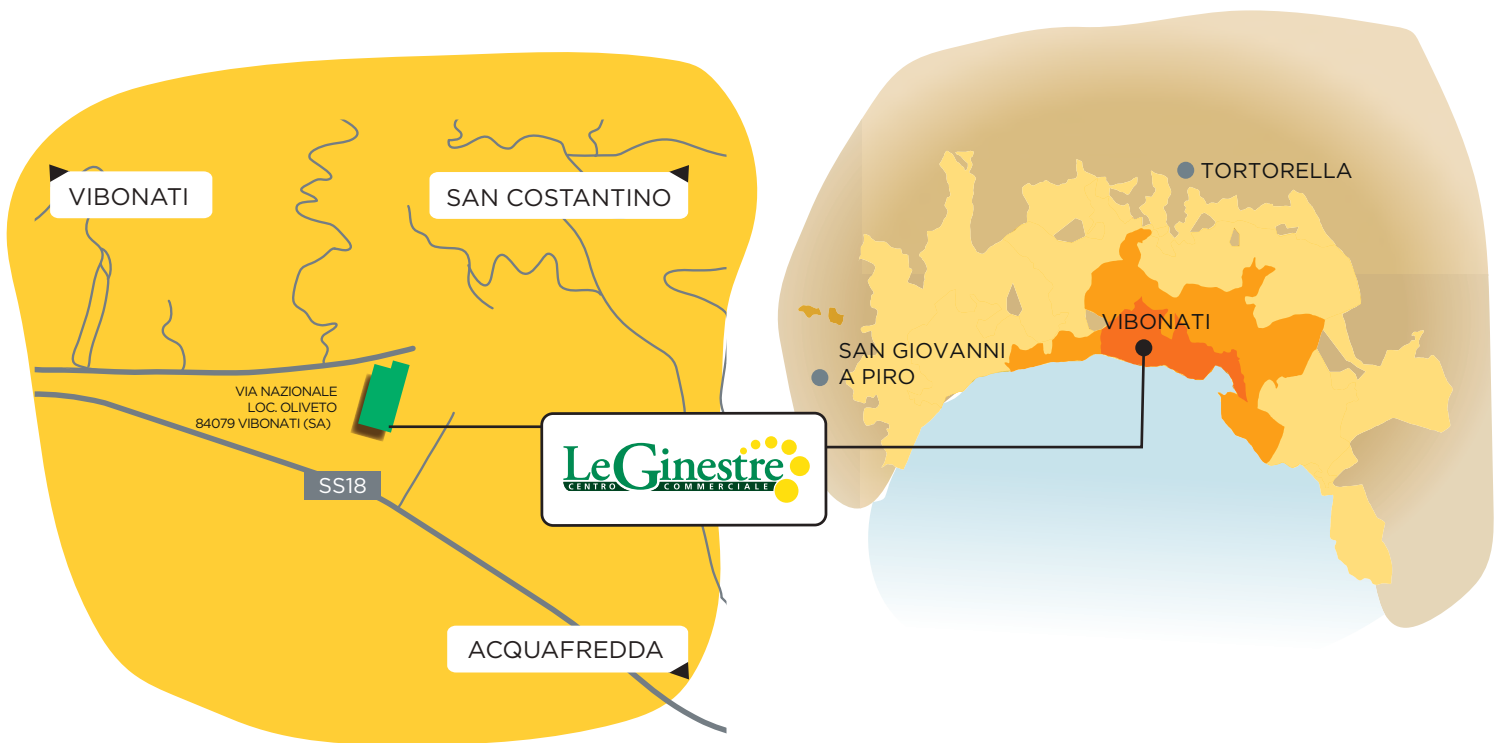 VIBONATI
SAN COSTANTINO
VIA NAZIONALE
LOC. OLIVETO
84079 VIBONATI (SA)
SS18
ACQUAFREDDA
LeGinestre
CENTRO COMMERCIALE
TORTORELLA
VIBONATI
SAN GIOVANNI
A PIRO